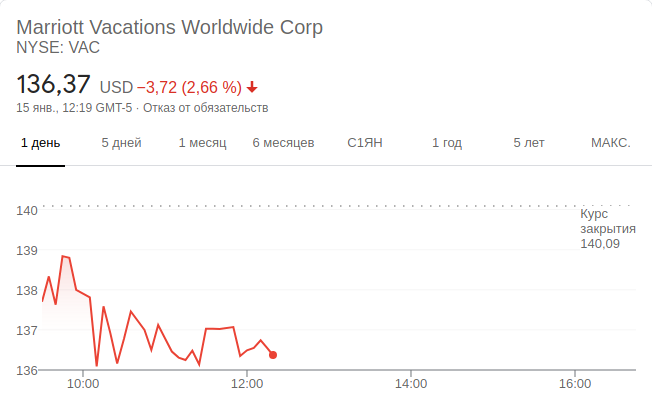 Marriott Vacations Worldwide Corp
NYSE: VAC
136,37 USD −3,72 (2,66 %)
15 янв., 12:19 GMT-5 · Отказ от обязательств
1 день 5 дней 1 месяц 6 месяцев С1ЯН 1 год 5 лет МАКС.
140
Курс
закрытия
140,09
139
138
137
136
10:00 12:00 14:00 16:00